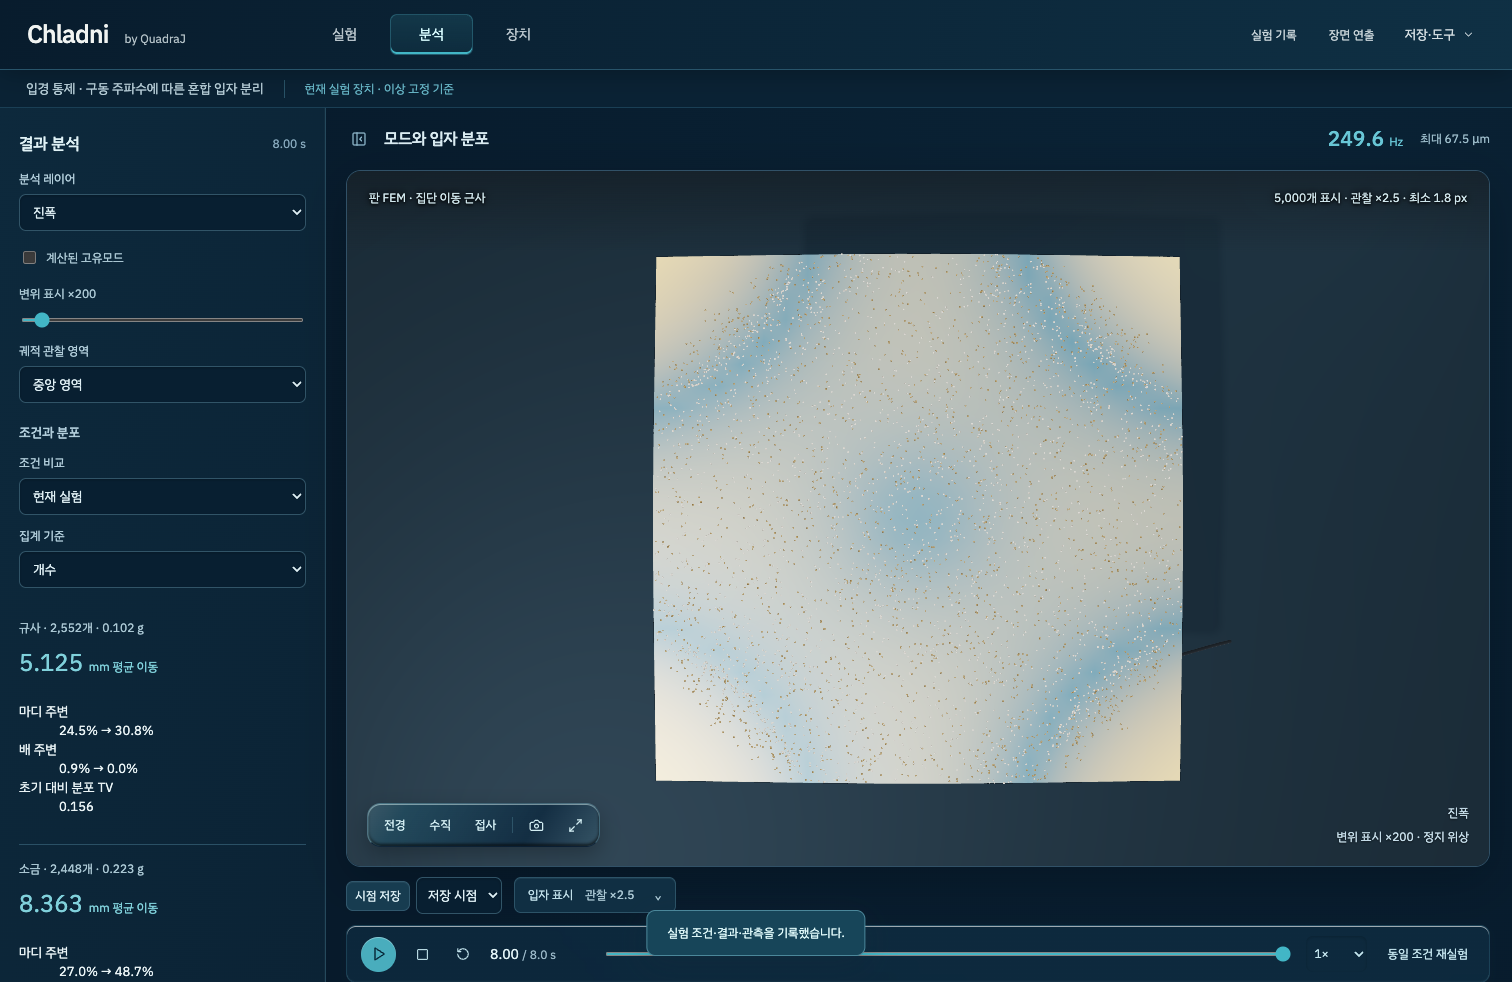 Chladni by QuadraJ
실험
분석
장치
실험 기록
장면 연출
저장·도구
입경 통제 · 구동 주파수에 따른 혼합 입자 분리
현재 실험 장치 · 이상 고정 기준
결과 분석
8.00 s
분석 레이어
진폭
계산된 고유모드
변위 표시 ×200
궤적 관찰 영역
중앙 영역
조건과 분포
조건 비교
현재 실험
집계 기준
개수
규사 · 2,552개 · 0.102 g
5.125 mm 평균 이동
마디 주변
24.5% → 30.8%
배 주변
0.9% → 0.0%
초기 대비 분포 TV
0.156
소금 · 2,448개 · 0.223 g
8.363 mm 평균 이동
마디 주변
27.0% → 48.7%
모드와 입자 분포
249.6 Hz
최대 67.5 µm
판 FEM · 집단 이동 근사
5,000개 표시 · 관찰 ×2.5 · 최소 1.8 px
전경
수직
접사
진폭
변위 표시 ×200 · 정지 위상
시점 저장
저장 시점
입자 표시 관찰 ×2.5
실험 조건·결과·관측을 기록했습니다.
8.00 / 8.0 s
1×
동일 조건 재실험